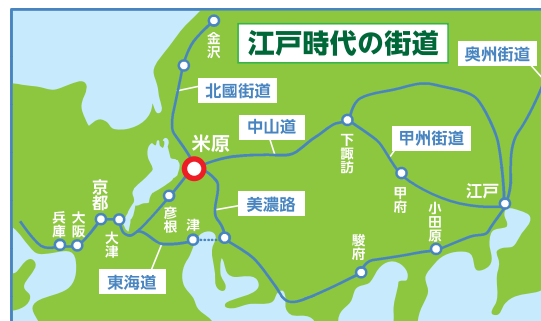 江戸時代の街道
奥州街道
金沢
北國街道
中山道
米原
下諏訪
甲州街道
甲府
江戸
京都
彦根
美濃路
小田原
兵庫
大阪
大津
津
駿府
東海道